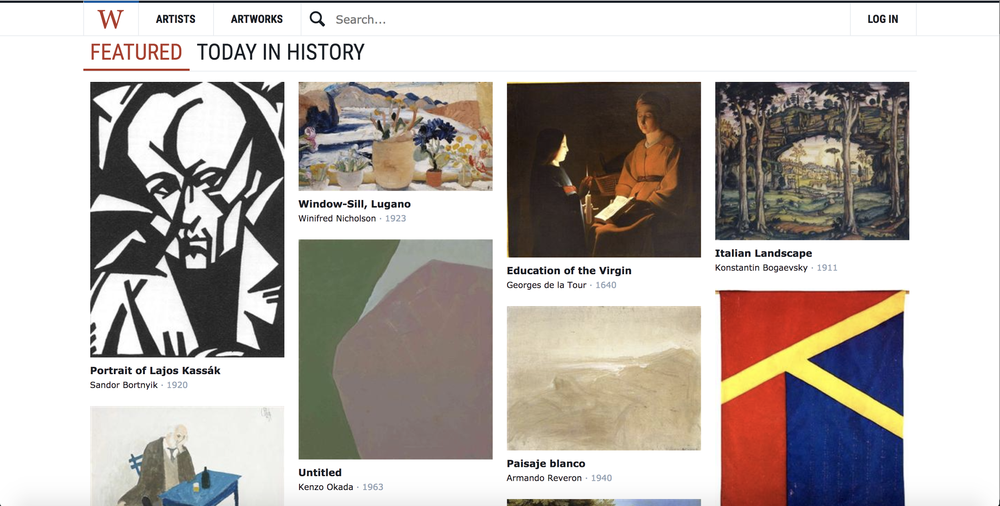 W
ARTISTS
ARTWORKS
Search...
LOG IN
FEATURED
TODAY IN HISTORY
Portrait of Lajos Kassák
Sandor Bortnyik · 1920
Window-Sill, Lugano
Winifred Nicholson · 1923
Untitled
Kenzo Okada · 1963
Education of the Virgin
Georges de la Tour · 1640
Paisaje blanco
Armando Reveron · 1940
Italian Landscape
Konstantin Bogaevsky · 1911